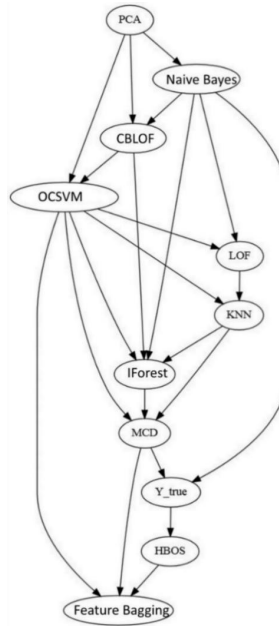 PCA
Naive Bayes
CBLOF
OCSVM
LOF
KNN
IForest
MCD
Y_true
HBOS
Feature Bagging